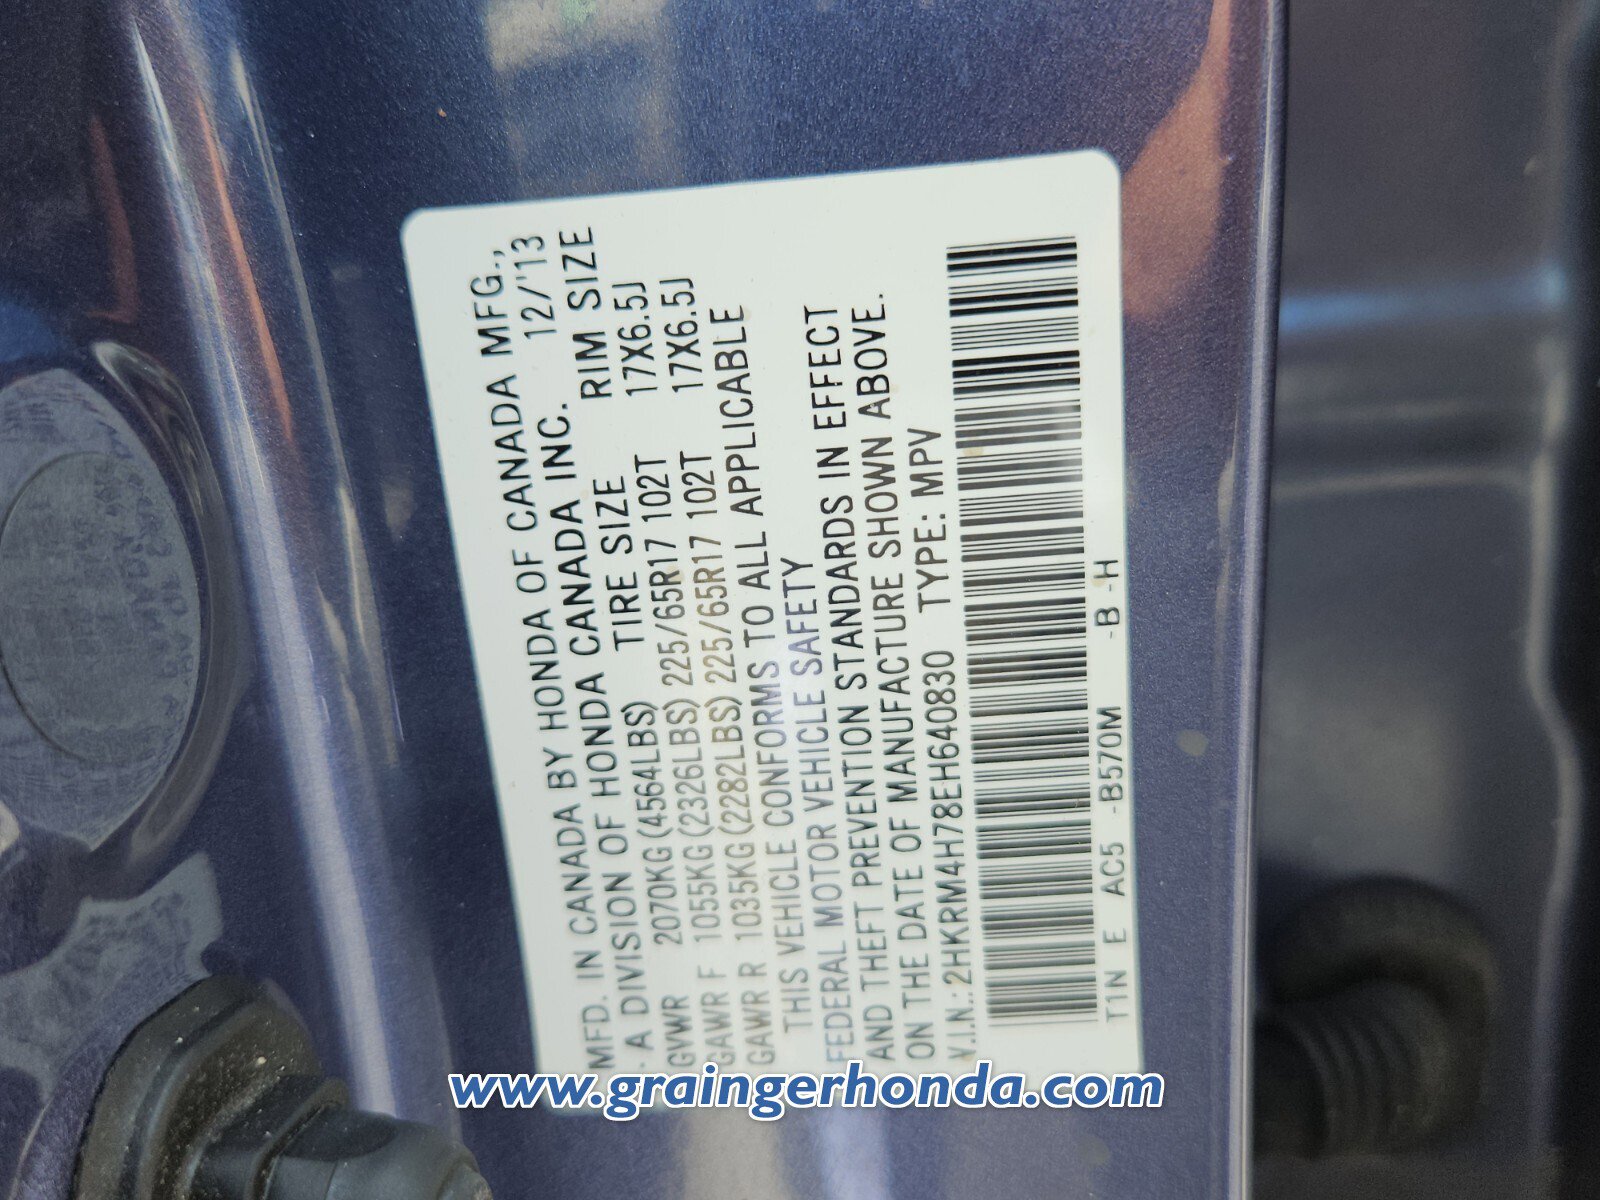 MFD. IN CANADA BY HONDA OF CANADA MFG.,
A DIVISION OF HONDA CANADA INC. 12/'13
GVWR 2070KG (4564LBS) TIRE SIZE RIM SIZE
GAWR F 1055KG (2326LBS) 225/65R17 102T 17X6.5J
GAWR R 1035KG (2282LBS) 225/65R17 102T 17X6.5J
THIS VEHICLE CONFORMS TO ALL APPLICABLE
FEDERAL MOTOR VEHICLE SAFETY
AND THEFT PREVENTION STANDARDS IN EFFECT
ON THE DATE OF MANUFACTURE SHOWN ABOVE.
V.I.N.: 2HKRM4H78EH640830 TYPE: MPV
T1N E AC5 -B570M -B -H
www.graingerhonda.com